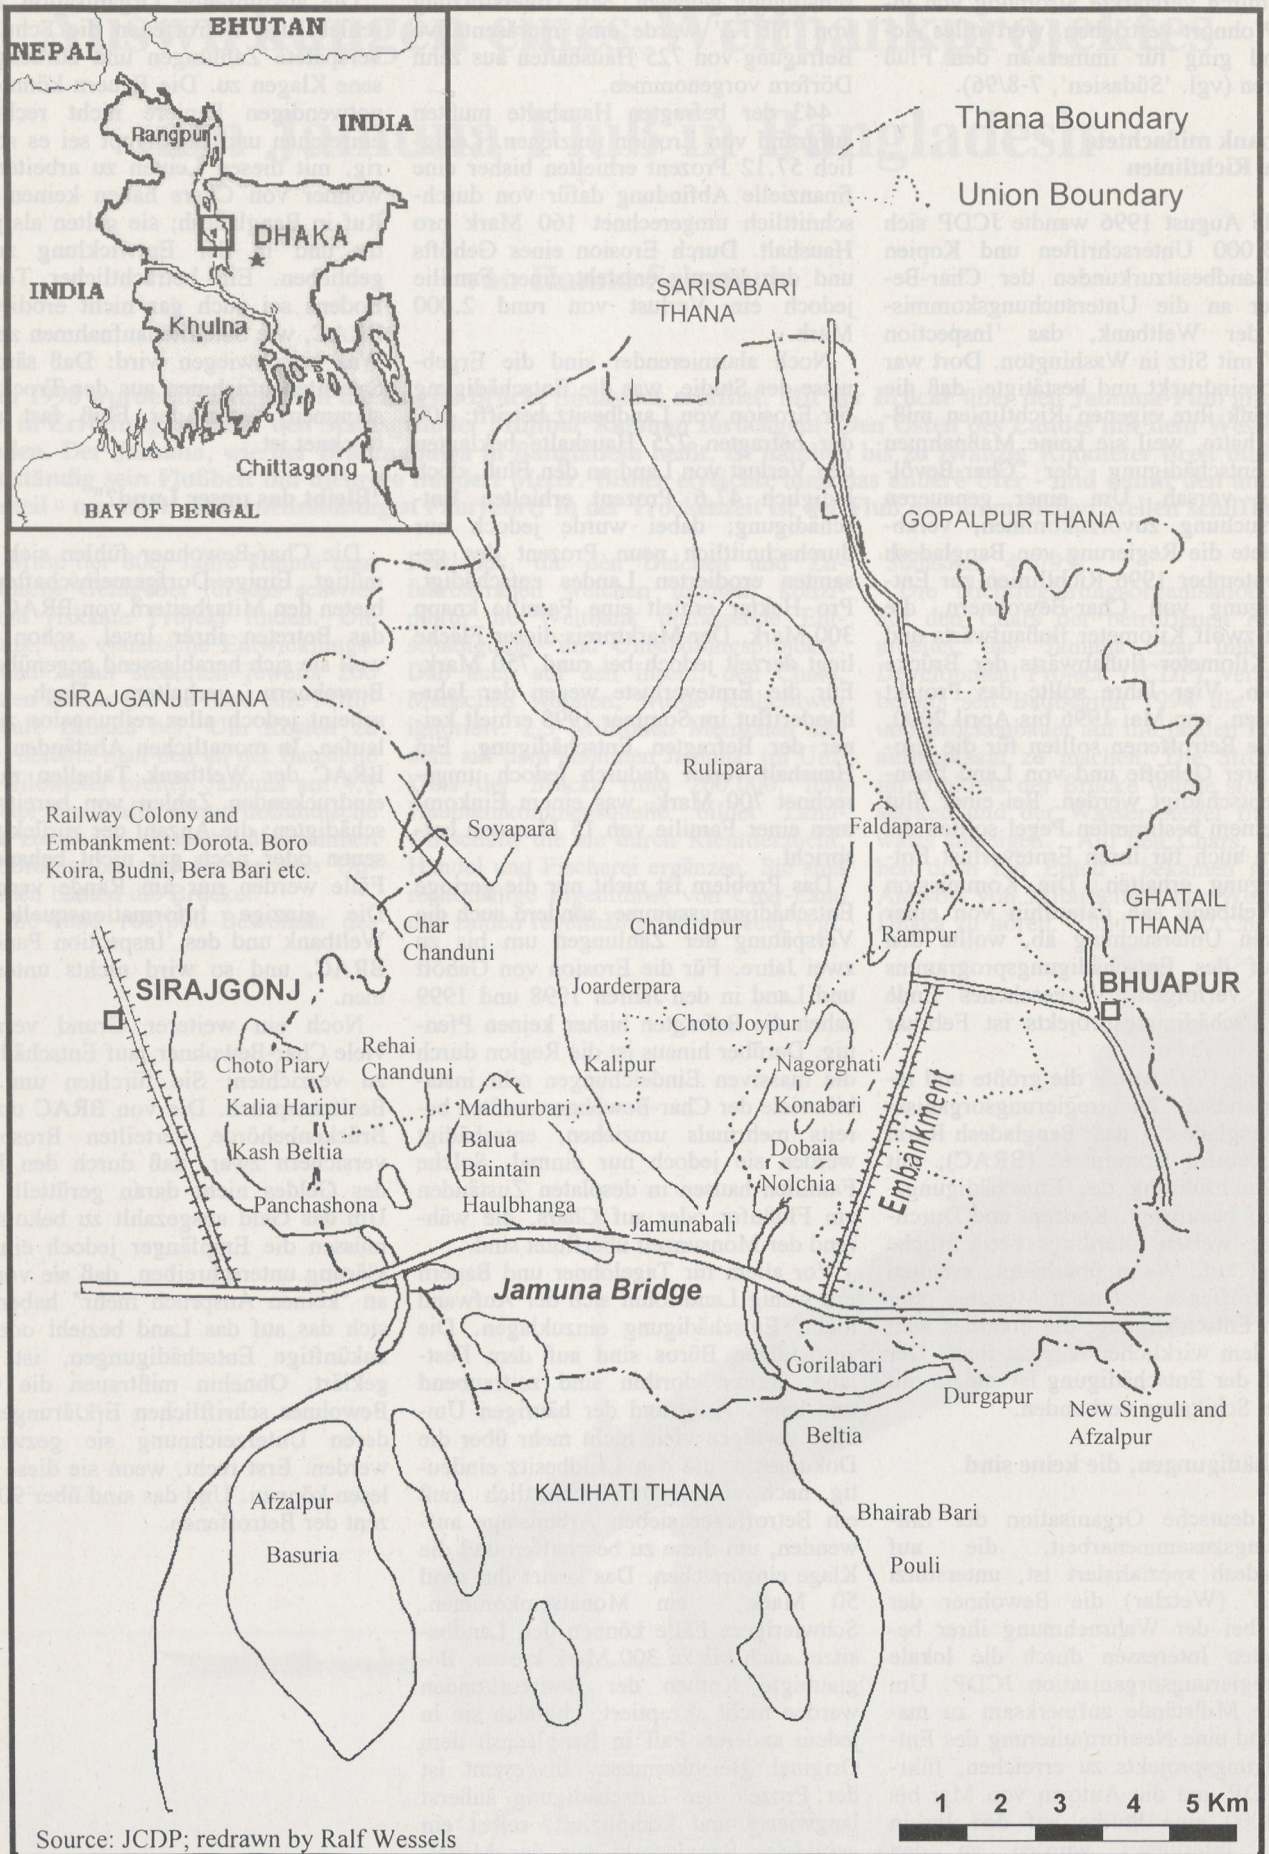 BHUTAN
NEPAL
INDIA
Rangpur
DHAKA
INDIA
Khulna
Chittagong
BAY OF BENGAL
Thana Boundary
Union Boundary
SARISABARI
THANA
GOPALPUR THANA
SIRAJGANJ THANA
Rulipara
Railway Colony and
Embankment: Dorota, Boro
Koira, Budni, Bera Bari etc.
Soyapara
Faldapara
GHATAIL
THANA
Char
Chanduni
Chandidpur
Rampur
SIRAJGONJ
Joarderpara
BHUAPUR
Choto Joypur
Rehai
Chanduni
Choto Piary
Kalipur
Nagorghati
Kalia Haripur
Madhurbari
Konabari
Embankment
Kash Beltia
Balua
Dobaia
Baintain
Nolchia
Panchashona
Haulbhanga
Jamunabali
Jamuna Bridge
Gorilabari
Durgapur
New Singuli and
Afzalpur
Beltia
KALIHATI THANA
Afzalpur
Bhairab Bari
Basuria
Pouli
1 2 3 4 5 Km
Source: JCDP; redrawn by Ralf Wessels